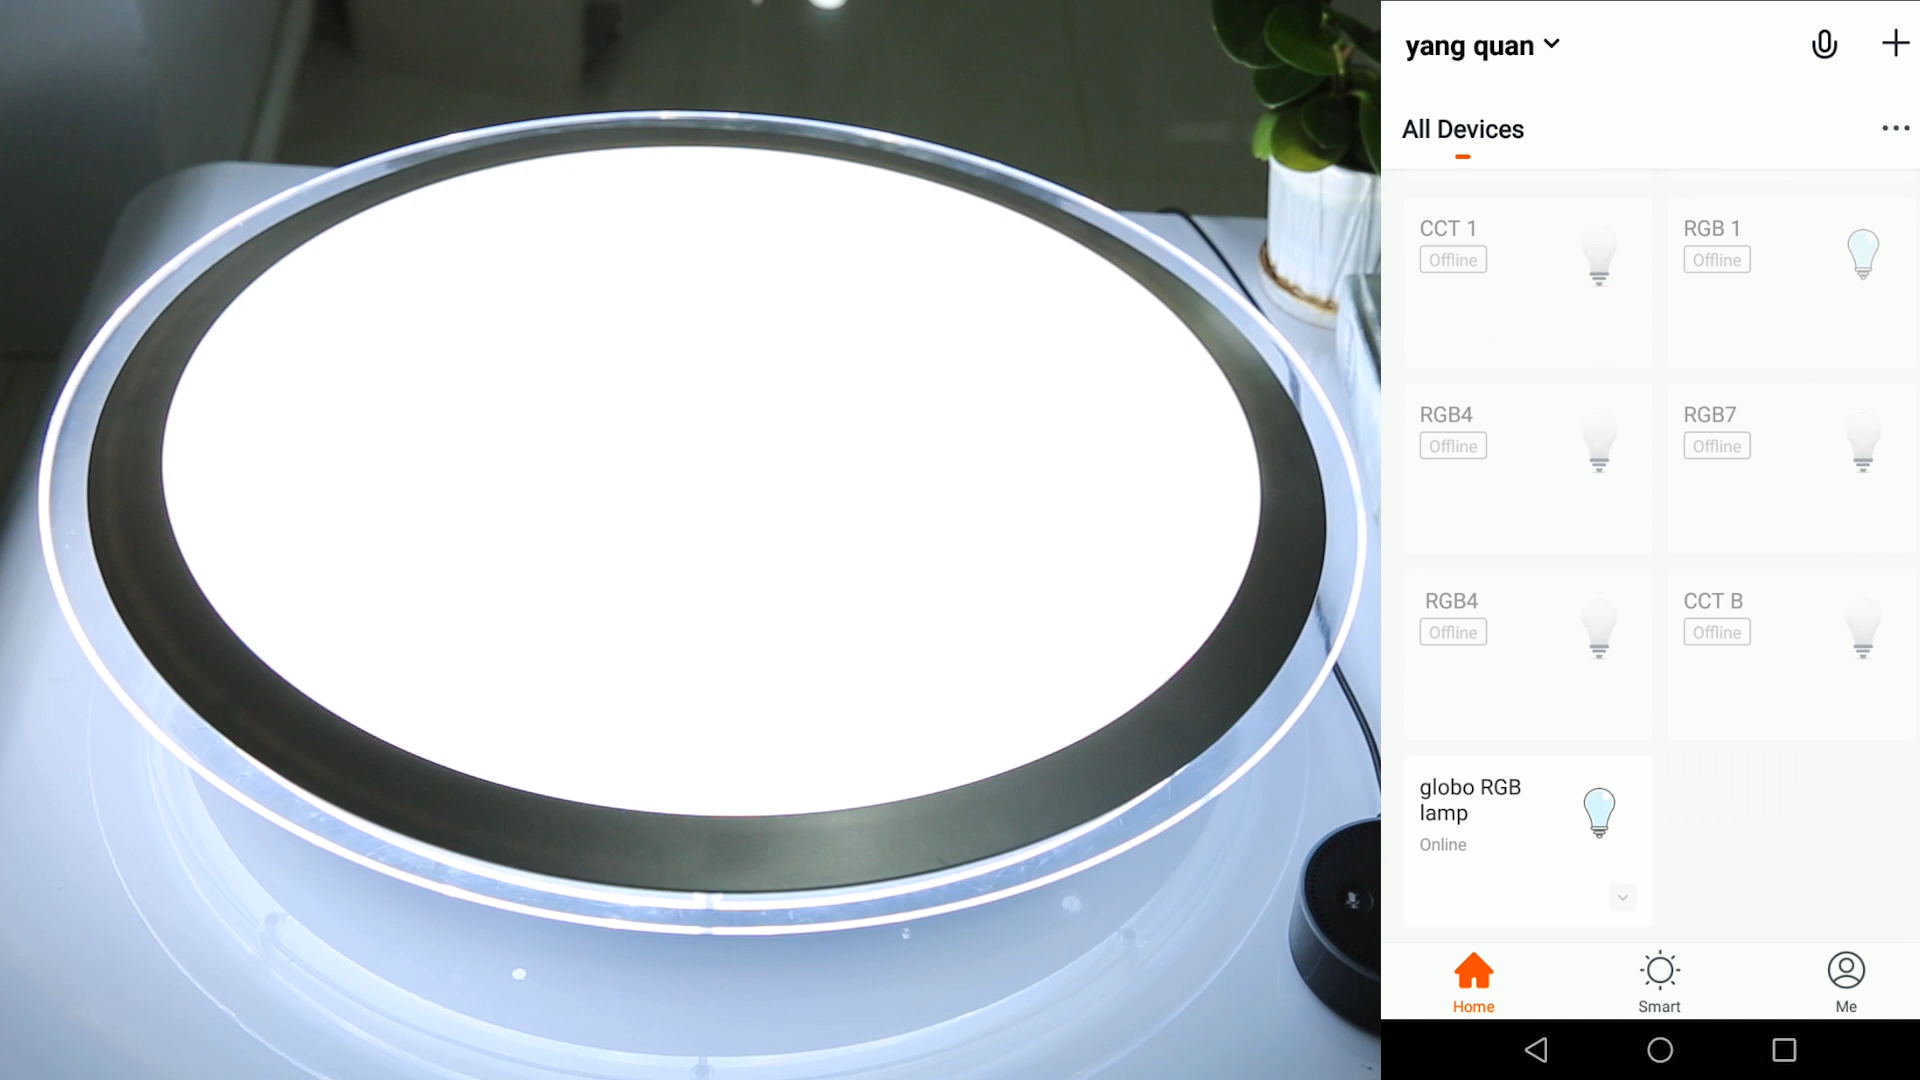 yang quan
All Devices
CCT 1
Offline
RGB 1
Offline
RGB4
Offline
RGB7
Offline
RGB4
Offline
CCT B
Offline
globo RGB
lamp
Online
Home
Smart
Me